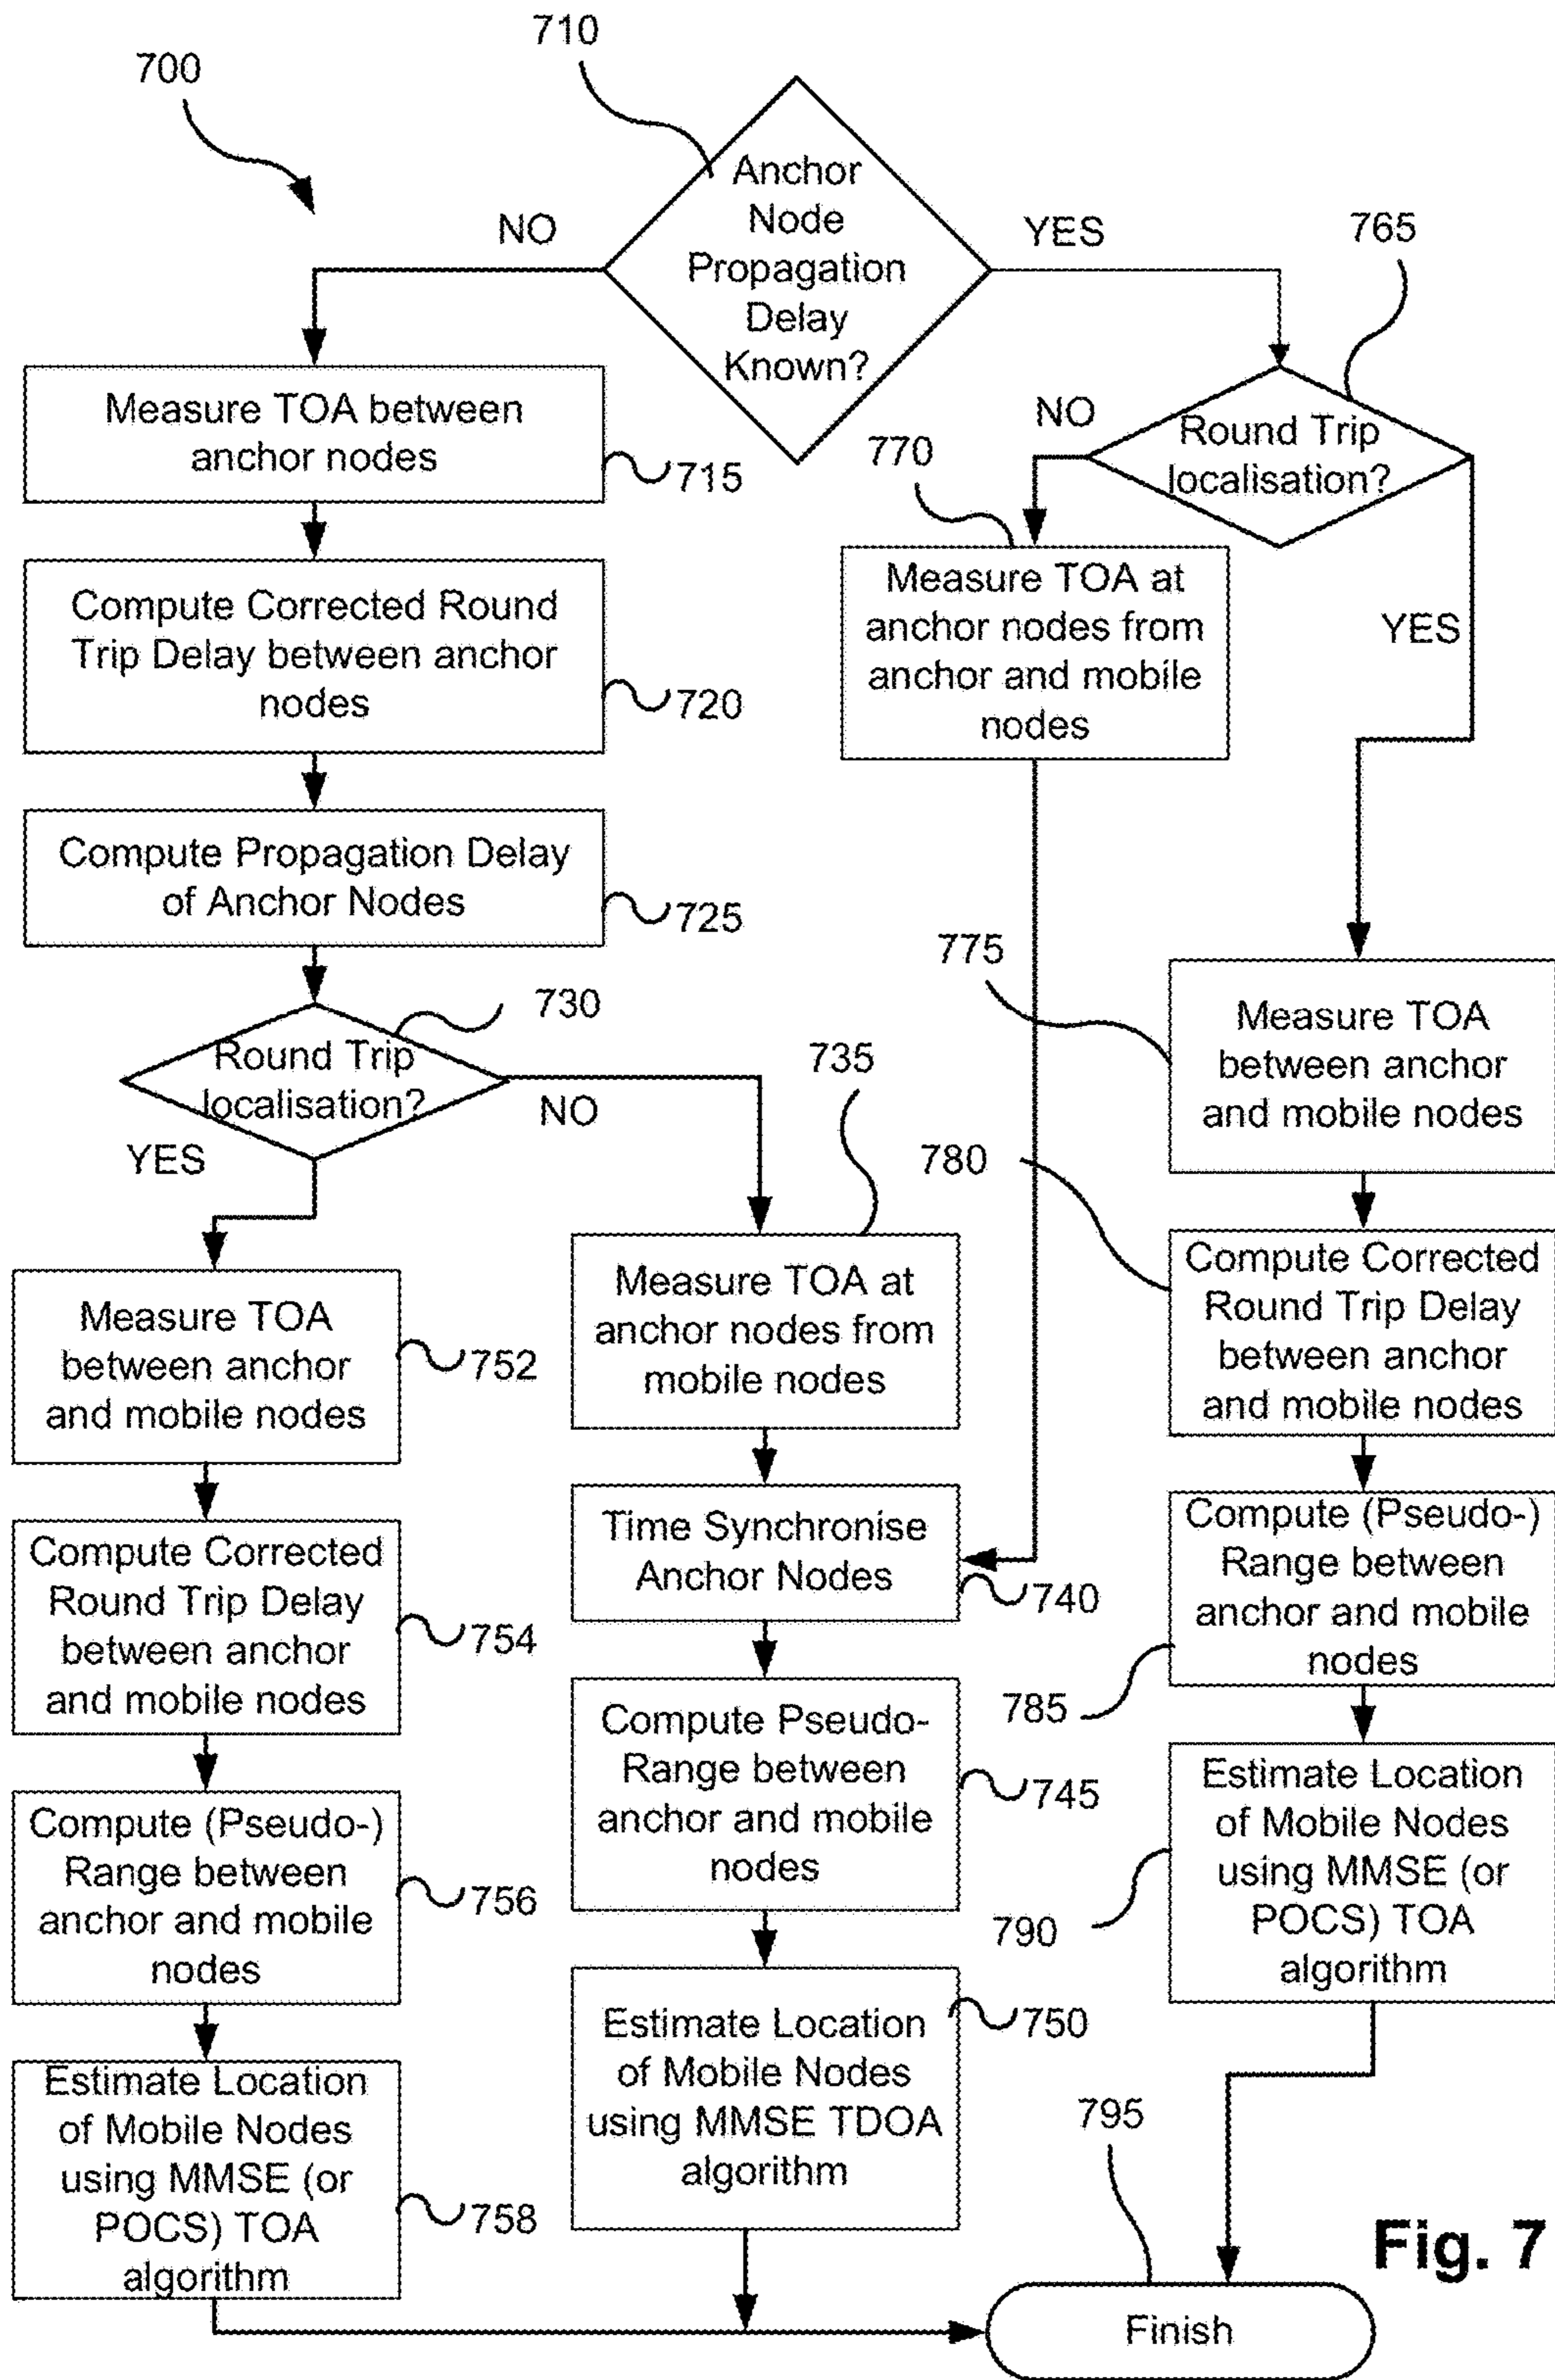 710
700
Anchor
Node
Propagation
Delay
Known?
NO
YES
765
Measure TOA between
anchor nodes
715
Round Trip
localisation?
NO
YES
770
Measure TOA at
anchor nodes from
anchor and mobile
nodes
Compute Corrected Round
Trip Delay between anchor
nodes
720
Compute Propagation Delay
of Anchor Nodes
725
730
Round Trip
localisation?
YES
NO
735
775
Measure TOA
between anchor
and mobile nodes
780
Measure TOA
between anchor
and mobile nodes
752
Measure TOA at
anchor nodes from
mobile nodes
Compute Corrected
Round Trip Delay
between anchor
and mobile nodes
Compute Corrected
Round Trip Delay
between anchor
and mobile nodes
754
Time Synchronise
Anchor Nodes
740
Compute (Pseudo-)
Range between
anchor and mobile
nodes
785
Compute (Pseudo-)
Range between
anchor and mobile
nodes
756
Compute Pseudo-
Range between
anchor and mobile
nodes
745
Estimate Location
of Mobile Nodes
using MMSE (or
POCS) TOA
algorithm
790
Estimate Location
of Mobile Nodes
using MMSE (or
POCS) TOA
algorithm
758
Estimate Location
of Mobile Nodes
using MMSE TDOA
algorithm
750
795
Finish
Fig. 7